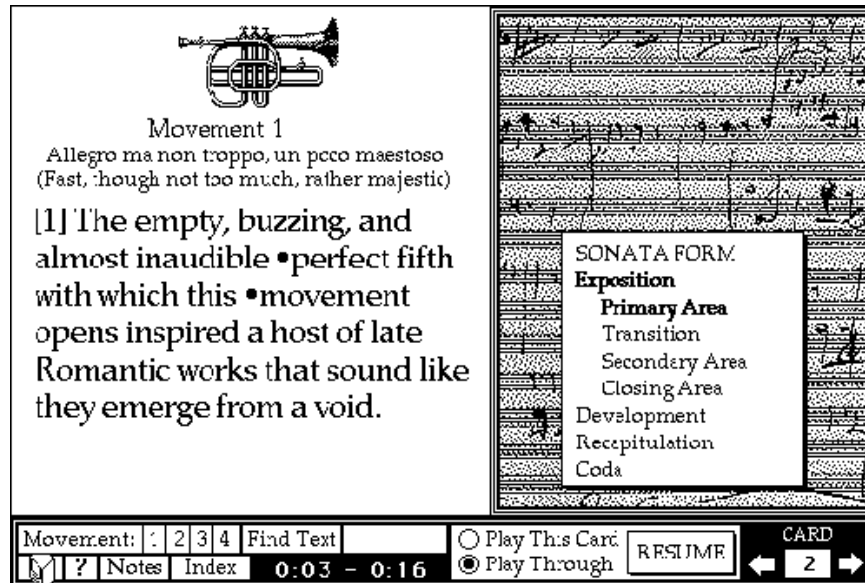 Movement 1
Allegro ma non troppo, un poco maestoso
(Fast, though not too much, rather majestic)
[1] The empty, buzzing, and
almost inaudible •perfect fifth
with which this •movement
opens inspired a host of late
Romantic works that sound like
they emerge from a void.
SONATA FORM
Exposition
Primary Area
Transition
Secondary Area
Closing Area
Development
Recapitulation
Coda
Movement: 1 2 3 4 Find Text
? Notes Index 0:03 - 0:16
Play This Card
Play Through
RESUME
CARD
2